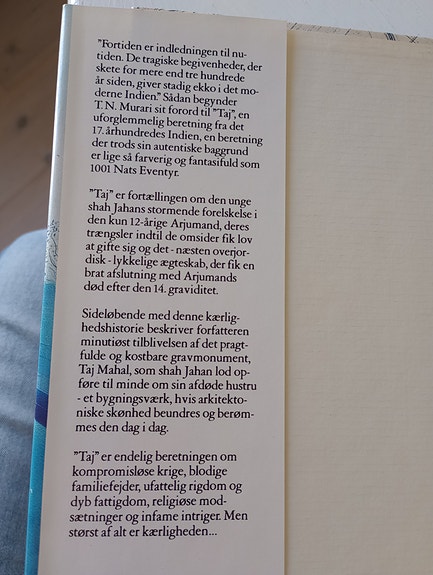 "Fortiden er indledningen til nu-
tiden. De tragiske begivenheder, der
skete for mere end tre hundrede
år siden, giver stadig ekko i det mo-
derne Indien." Sådan begynder
T. N. Murari sit forord til "Taj", en
uforglemmelig beretning fra det
17. århundredes Indien, en beretning
der trods sin autentiske baggrund
er lige så farverig og fantasifuld som
1001 Nats Eventyr.
"Taj" er fortællingen om den unge
shah Jahans stormende forelskelse i
den kun 12-årige Arjumand, deres
trængsler indtil de omsider fik lov
at gifte sig og det - næsten overjor-
disk - lykkelige ægteskab, der fik en
brat afslutning med Arjumands
død efter den 14. graviditet.
Sideløbende med denne kærlig-
hedshistorie beskriver forfatteren
minutiøst tilblivelsen af det pragt-
fulde og kostbare gravmonument,
Taj Mahal, som shah Jahan lod op-
føre til minde om sin afdøde hustru
- et bygningsværk, hvis arkitekto-
niske skønhed beundres og berøm-
mes den dag i dag.
"Taj" er endelig beretningen om
kompromisløse krige, blodige
familiefejder, ufattelig rigdom og
dyb fattigdom, religiøse mod-
sætninger og infame intriger. Men
størst af alt er kærligheden...